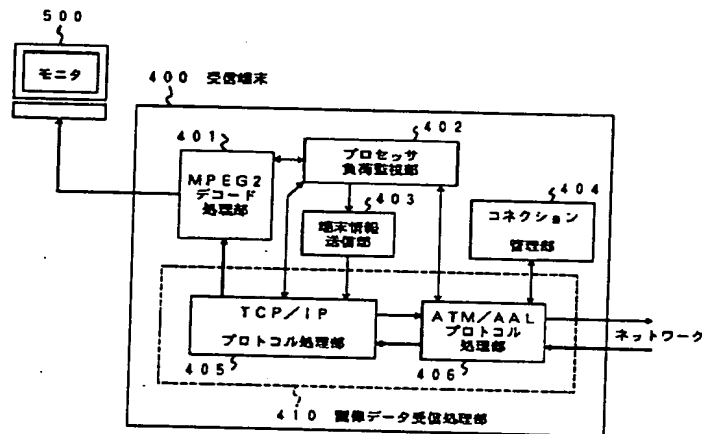 500
モニタ
400 受信端末
401
MPEG2
デコード
処理部
402
プロセッサ
負荷監視部
403
端末情報
送信部
404
コネクション
管理部
TCP/IP
プロトコル処理部
405
ATM/AAL
プロトコル
処理部
406
ネットワーク
410 画像データ受信処理部